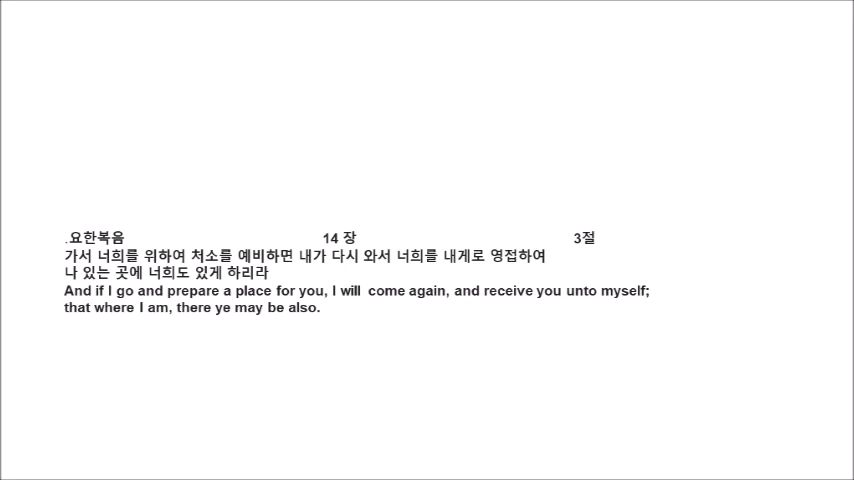 .요한복음 14 장 3절
가서 너희를 위하여 처소를 예비하면 내가 다시 와서 너희를 내게로 영접하여
나 있는 곳에 너희도 있게 하리라
And if I go and prepare a place for you, I will come again, and receive you unto myself;
that where I am, there ye may be also.